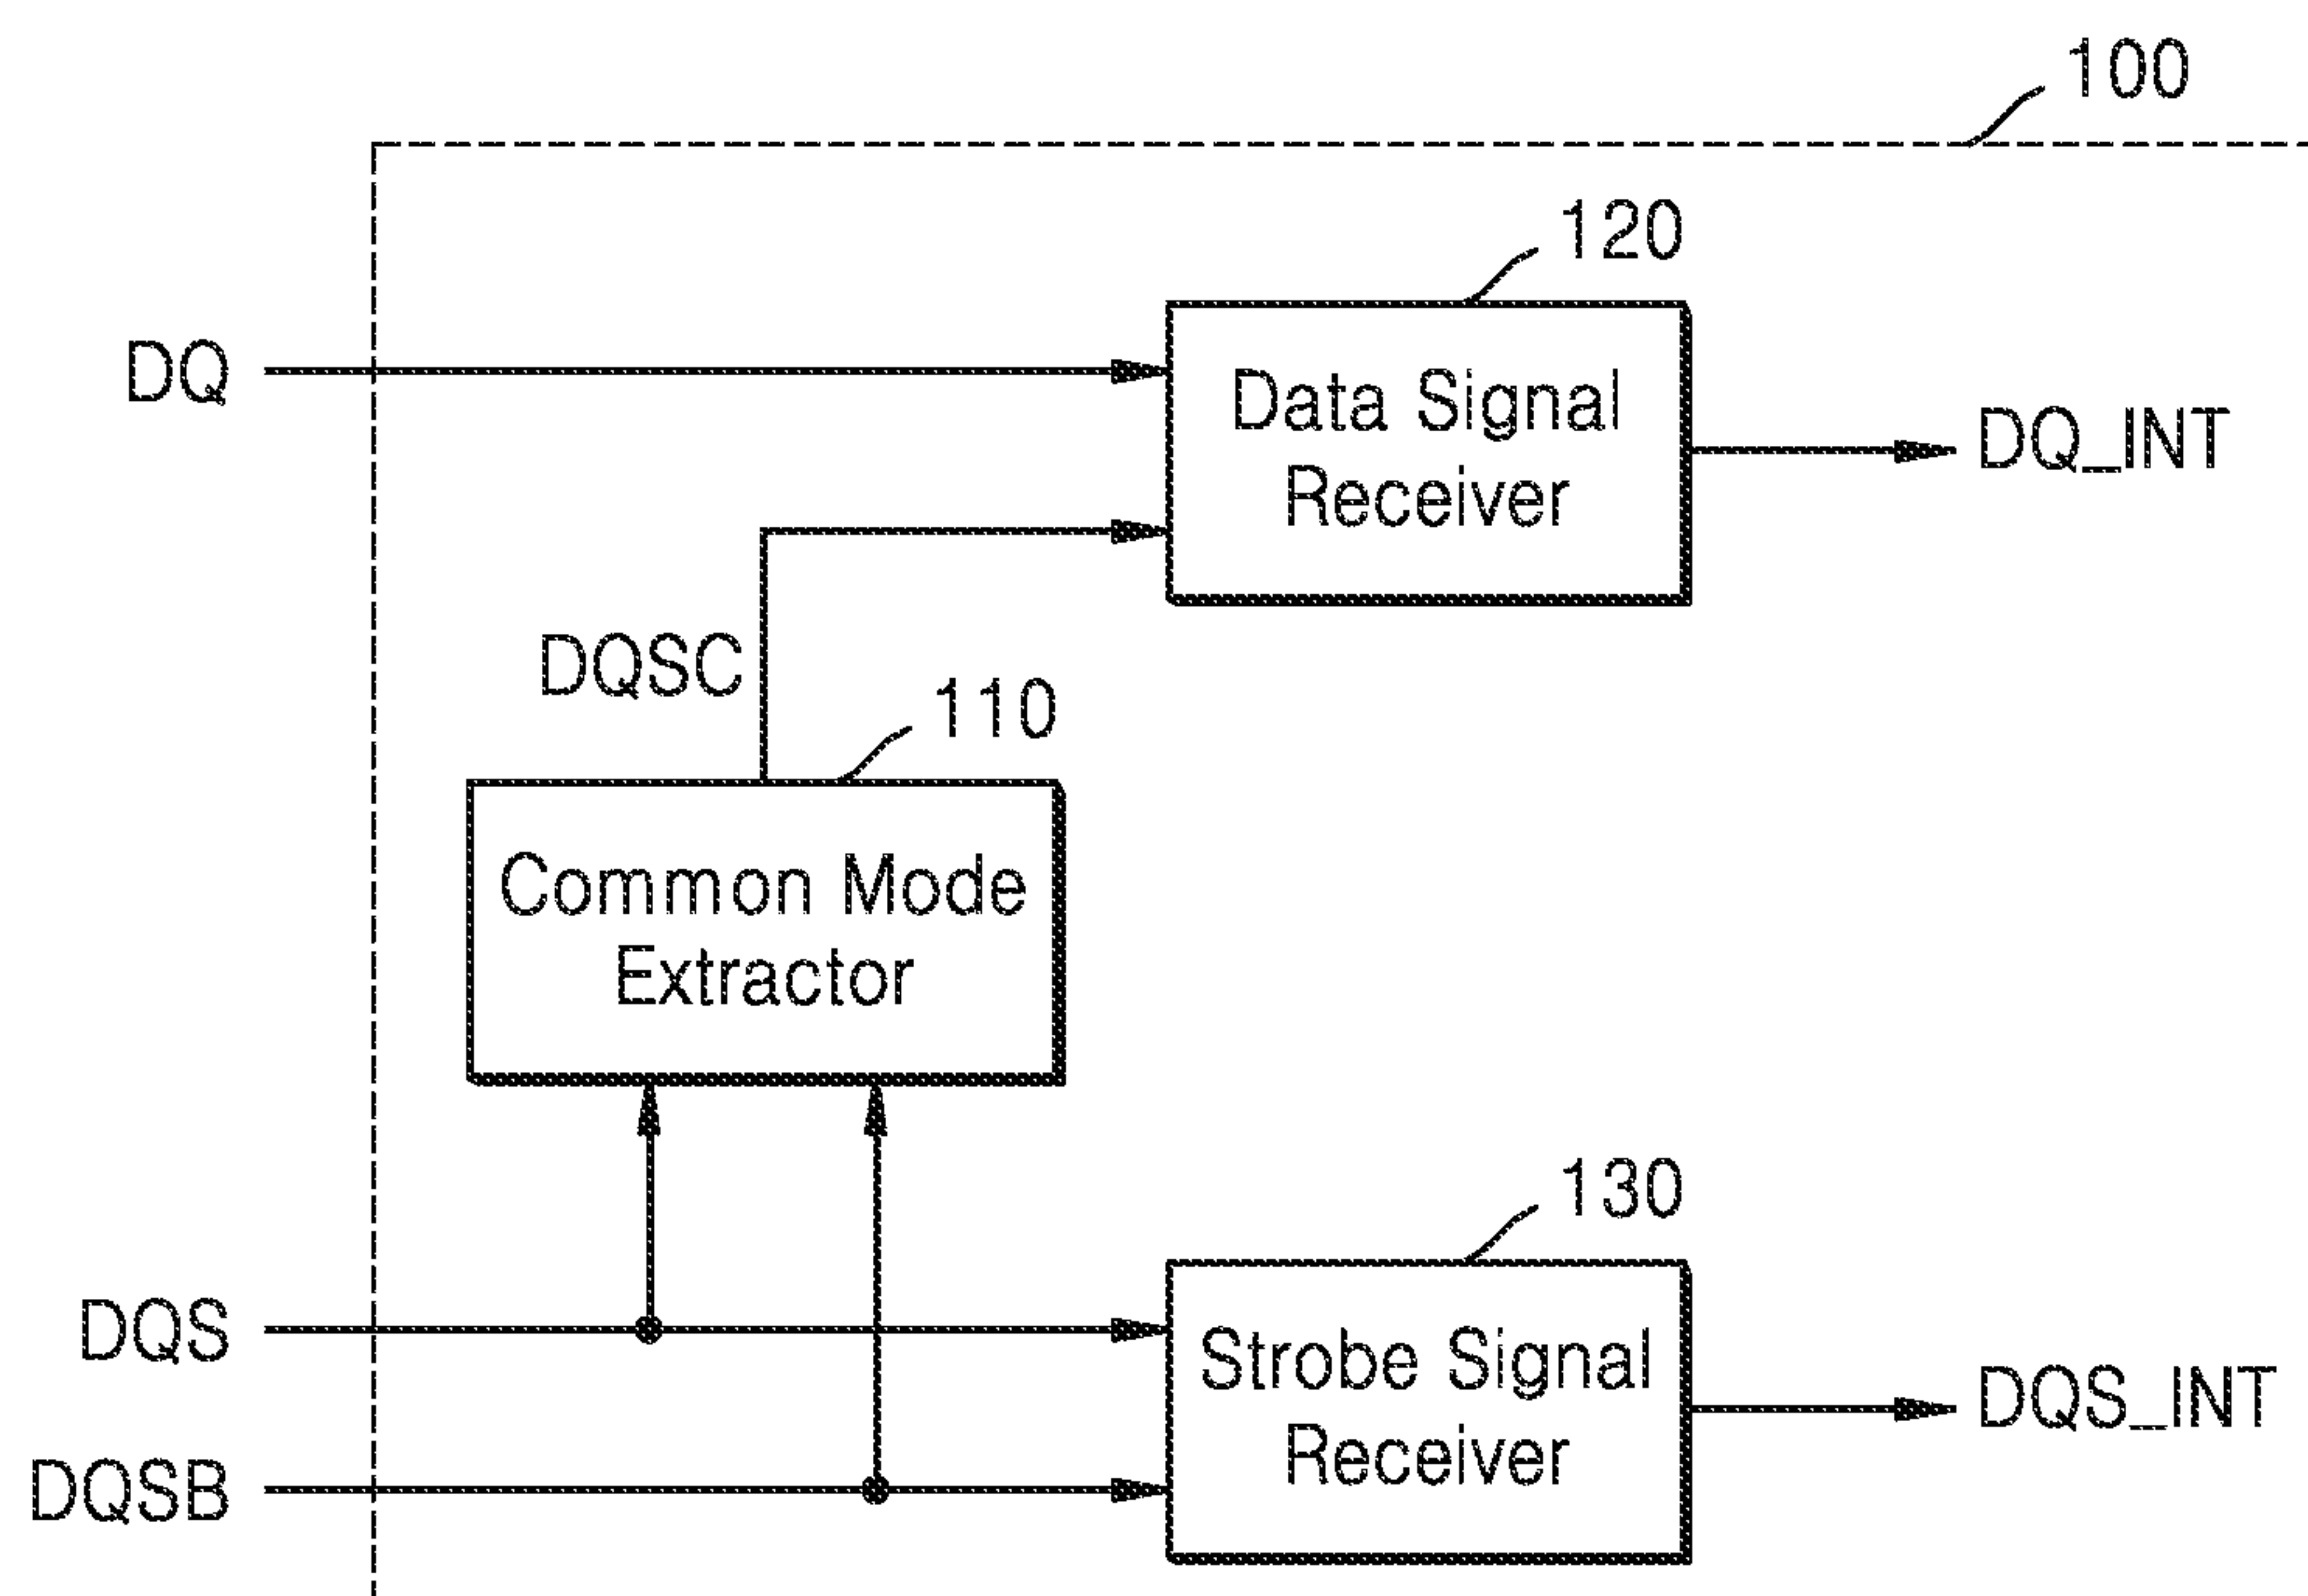 100
120
DQ
Data Signal
Receiver
DQ_INT
DQSC
110
Common Mode
Extractor
130
DQS
Strobe Signal
Receiver
DQS_INT
DQSB